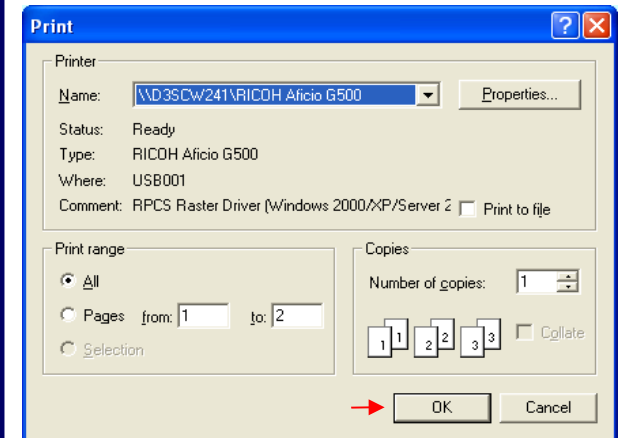 Print
Printer
Name: \\D3SCW241\RICOH Aficio G500 Properties...
Status: Ready
Type: RICOH Aficio G500
Where: USB001
Comment: RPCS Raster Driver (Windows 2000/XP/Server 2 Print to file
Print range
All
Pages from: 1 to: 2
Selection
Copies
Number of copies: 1
1 1 2 2 3 3 Collate
OK Cancel